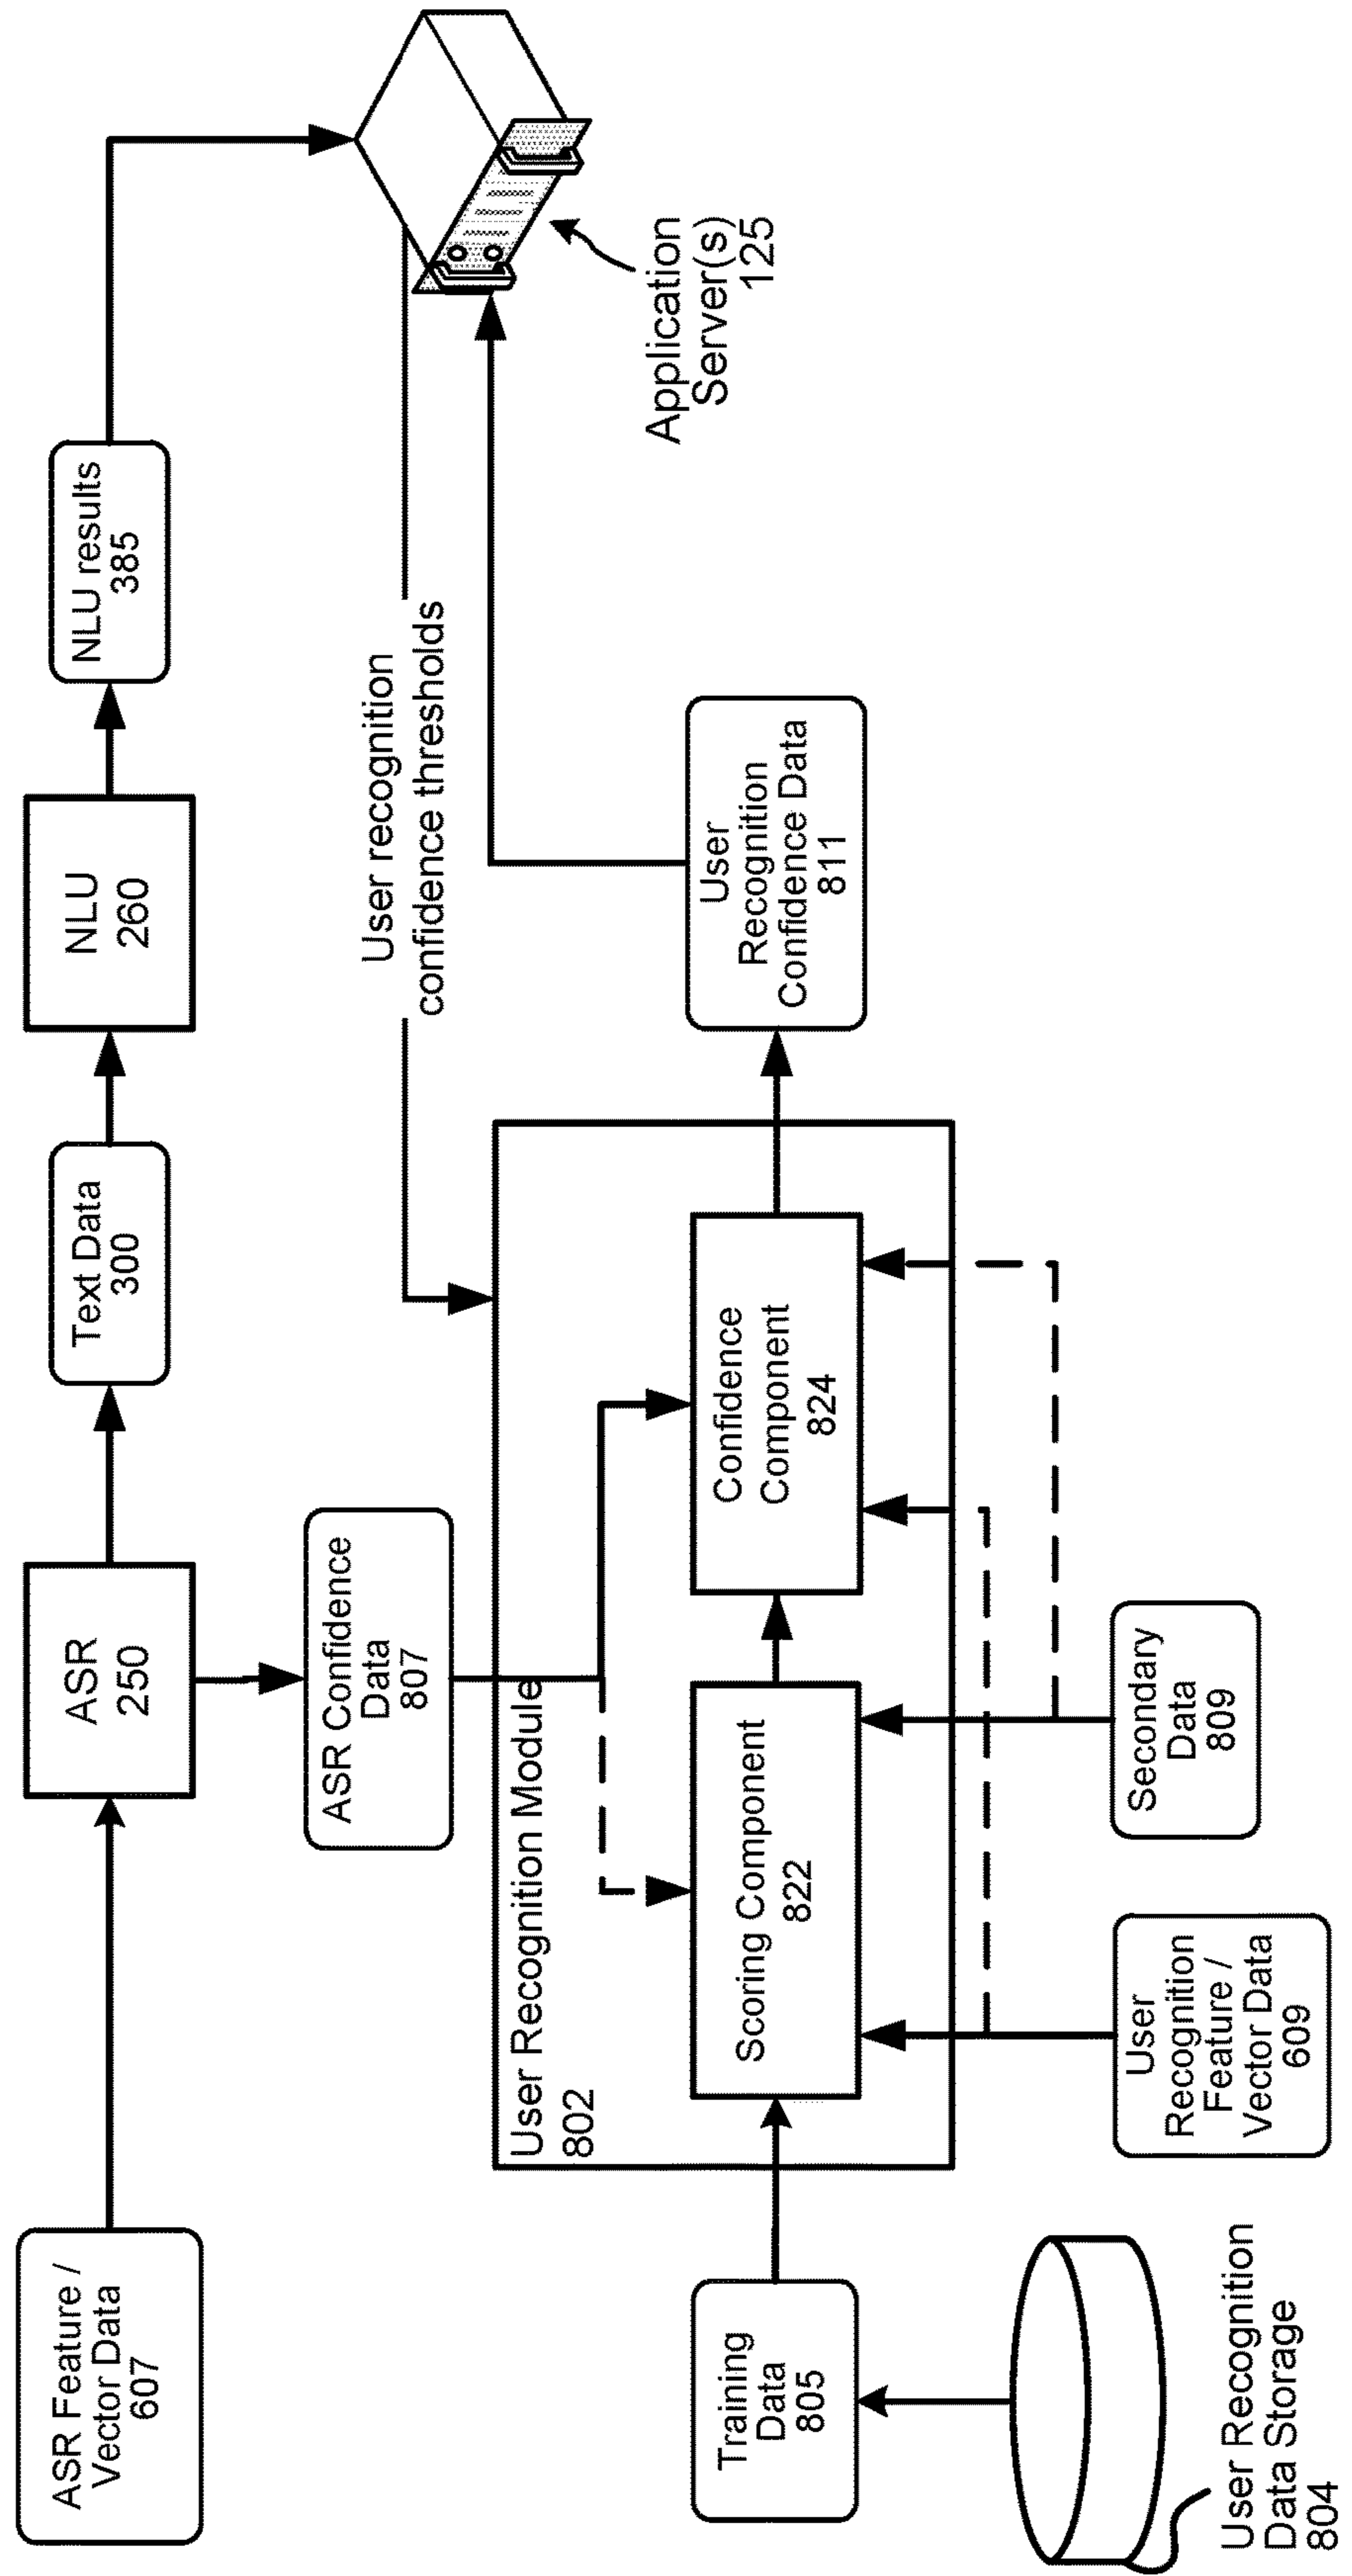 ASR Feature /
Vector Data
607
ASR
250
Text Data
300
NLU
260
NLU results
385
ASR Confidence
Data
807
User recognition
confidence thresholds
Application
Server(s)
125
User Recognition Module
802
Scoring Component
822
Confidence
Component
824
User
Recognition
Confidence Data
811
Training
Data
805
User Recognition
Data Storage
804
User
Recognition
Feature /
Vector Data
609
Secondary
Data
809